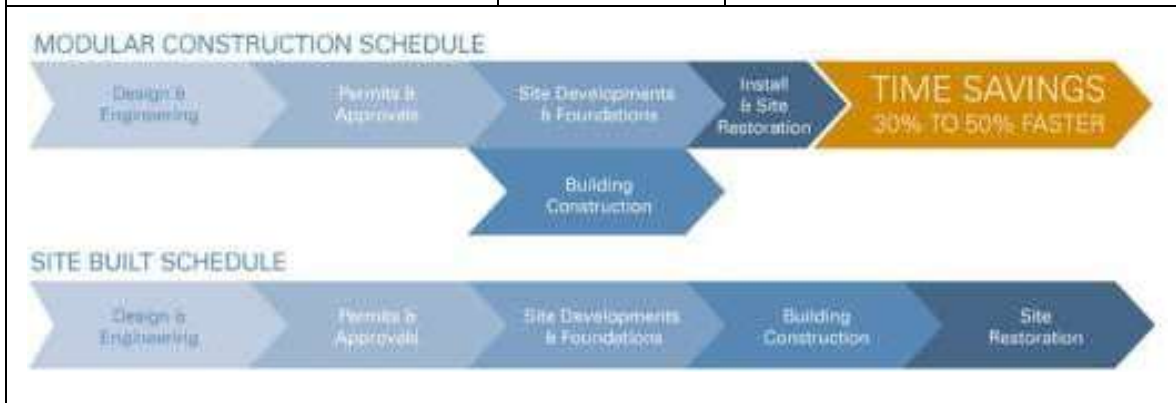 MODULAR CONSTRUCTION SCHEDULE
Design &
Engineering
Permits &
Approvals
Site Developments
& Foundations
Install
& Site
Restoration
TIME SAVINGS
30% TO 50% FASTER
Building
Construction
SITE BUILT SCHEDULE
Design &
Engineering
Permits &
Approvals
Site Developments
& Foundations
Building
Construction
Site
Restoration